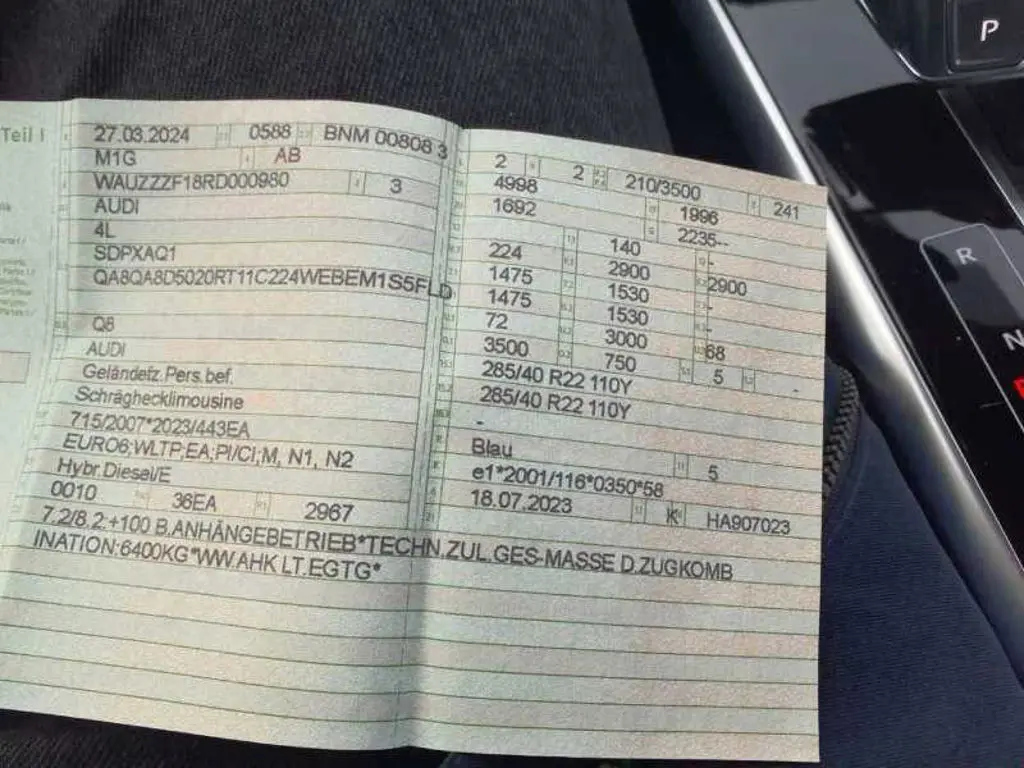 Teil I
27.03.2024 0588 BNM 00808 3
M1G AB
WAUZZZF18RD000980 3
AUDI
4L
SDPXAQ1
QA8QA8D5020RT11C224WEBEM1S5FLD
Q8
AUDI
Geländefz.Pers.bef.
Schräghecklimousine
715/2007*2023/443EA
EURO6;WLTP;EA;PI/CI;M, N1, N2
Hybr.Diesel/E
0010 36EA 2967
2 2 210/3500 241
4998 1996
1692 2235--
224 140 -
1475 2900 2900
1475 1530 -
72 1530 68
3500 3000
285/40 R22 110Y 750 5 -
285/40 R22 110Y
-
Blau 5
e1*2001/116*0350*58
18.07.2023 K HA907023
7.2/8.2:+100 B.ANHÄNGEBETRIEB*TECHN.ZUL.GES-MASSE D.ZUGKOMB
INATION:6400KG*WW.AHK LT.EGTG*
P
R
N